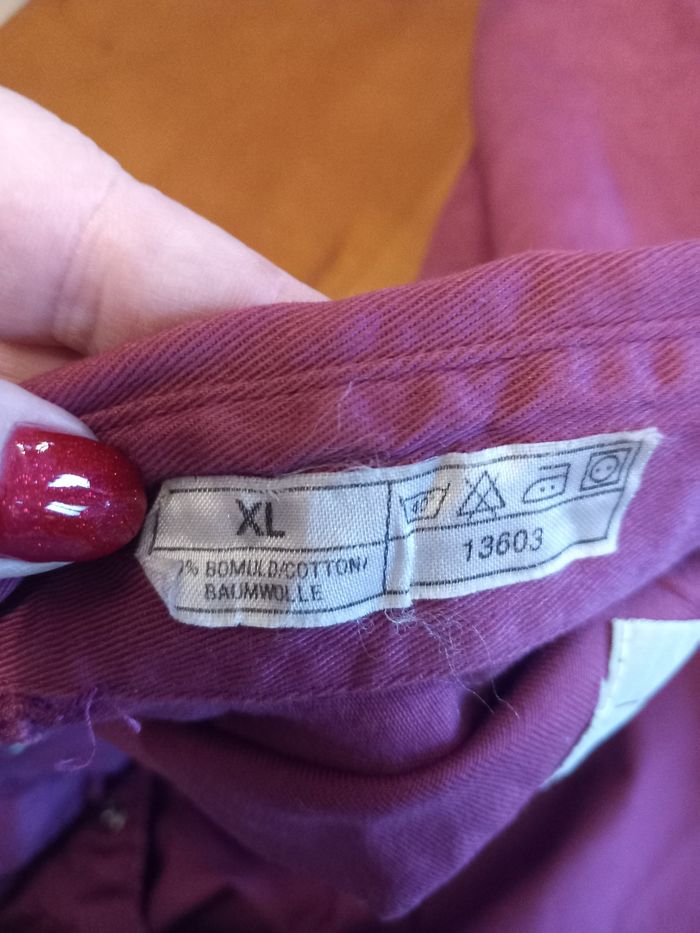 XL
% BOMULD/COTTON/
BAUMWOLLE
13603